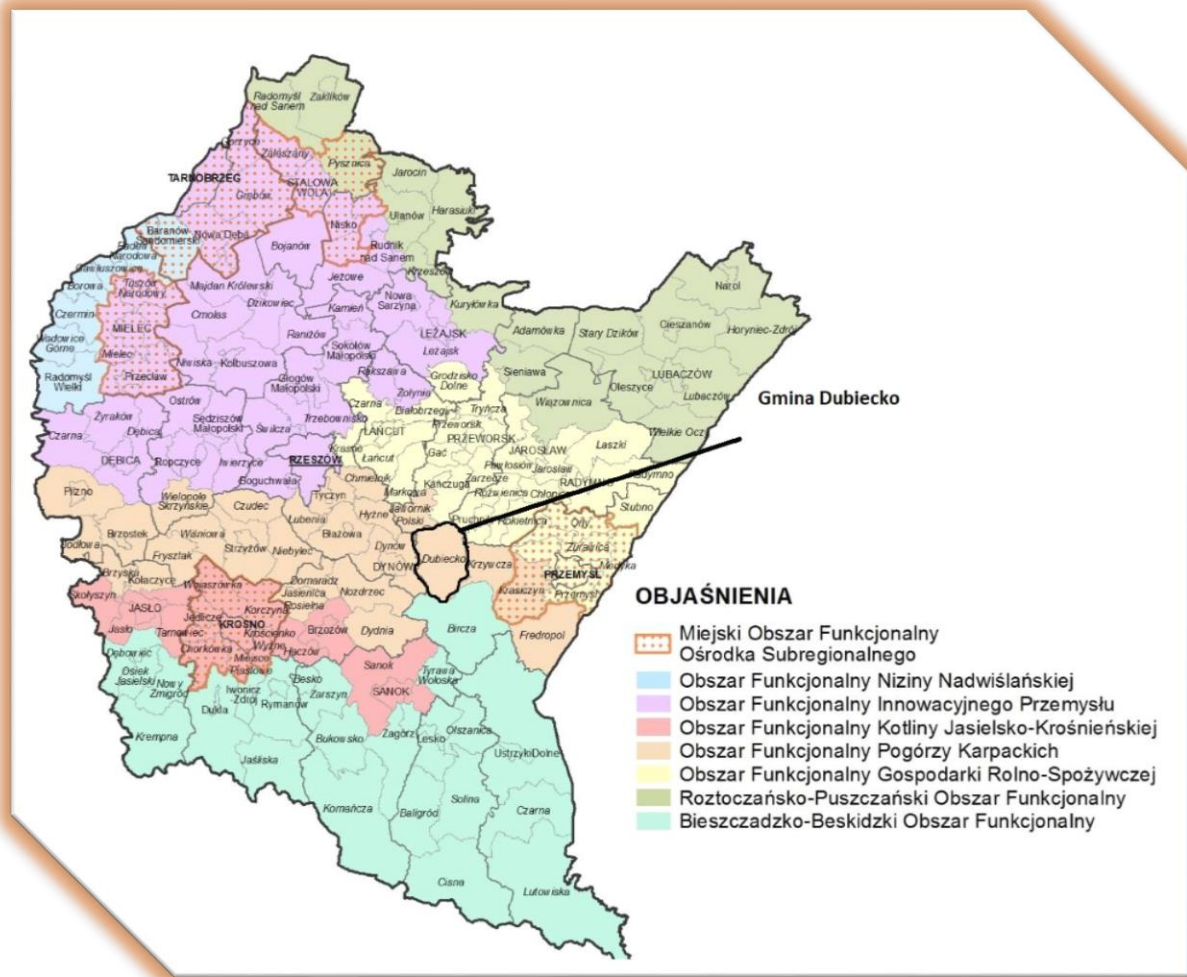 Radomyśl
nad Sanem
Zaklików
Gorzyce
Zaleszany
Pysznica
TARNOBRZEG
STALOWA
WOLA
Jarocin
Grębów
Ulanów
Harasiuki
Baranów
Sandomierski
Nowa Dęba
Nisko
Rudnik
nad Sanem
Bojanów
Krzeszów
Borowa
Tuszów
Narodowy
Majdan Królewski
Jeżowe
Nowa
Sarzyna
Kuryłówka
Narol
Czermin
Cmolas
Dzikowiec
Kamień
Adamówka
Stary Dzików
Cieszanów
Horyniec-Zdrój
MIELEC
Raniżów
LEŻAJSK
Leżajsk
Wadowice
Górne
Mielec
Sokołów
Małopolski
Niwiska
Kolbuszowa
Radomyśl
Wielki
Przecław
Głogów
Małopolski
Rakszawa
Grodzisko
Dolne
Sieniawa
Oleszyce
LUBACZÓW
Lubaczów
Gmina Dubiecko
Ostrów
Żołynia
Wiązownica
Żyraków
Sędziszów
Małopolski
Świlcza
Trzebownisko
Czarna
Białobrzegi
Tryńcza
Czarna
Dębica
ŁAŃCUT
Przeworsk
PRZEWORSK
Wielkie Oczy
DĘBICA
Ropczyce
Iwierzyce
RZESZÓW
Krasne
Łańcut
Gać
JAROSŁAW
Laszki
Boguchwała
Chmielnik
Pawłosiów
Jarosław
Radymno
Pilzno
Wielopole
Skrzyńskie
Czudec
Tyczyn
Markowa
Kańczuga
Zarzecze
RADYMNO
Lubenia
Hyżne
Jawornik
Polski
Roźwienica
Chłopice
Stubno
Brzostek
Wiśniowa
Błażowa
Pruchnik
Rokietnica
Orły
Jodłowa
Frysztak
Strzyżów
Niebylec
Dynów
DYNÓW
Dubiecko
Krzywcza
Żurawica
Medyka
Brzyska
Kołaczyce
Domaradz
PRZEMYŚL
Przemyśl
Skołyszyn
Wojaszówka
Jasienica
Rosielna
Nozdrzec
Krasiczyn
OBJAŚNIENIA
JASŁO
Jedlicze
Korczyna
Jasło
Tarnowiec
KROSNO
Krościenko
Wyżne
Brzozów
Dydnia
Bircza
Fredropol
Miejski Obszar Funkcjonalny
Ośrodka Subregionalnego
Dębowiec
Chorkówka
Miejsce
Piastowe
Haczów
Sanok
Tyrawa
Wołoska
Obszar Funkcjonalny Niziny Nadwiślańskiej
Osiek
Jasielski
Nowy
Żmigród
Iwonicz
-Zdrój
Rymanów
Besko
Zarszyn
SANOK
Obszar Funkcjonalny Innowacyjnego Przemysłu
Dukla
Zagórz
Lesko
Olszanica
Obszar Funkcjonalny Kotliny Jasielsko-Krośnieńskiej
Krempna
Bukowsko
Ustrzyki Dolne
Obszar Funkcjonalny Pogórzy Karpackich
Jaśliska
Obszar Funkcjonalny Gospodarki Rolno-Spożywczej
Komańcza
Baligród
Solina
Czarna
Roztoczańsko-Puszczański Obszar Funkcjonalny
Bieszczadzko-Beskidzki Obszar Funkcjonalny
Cisna
Lutowiska